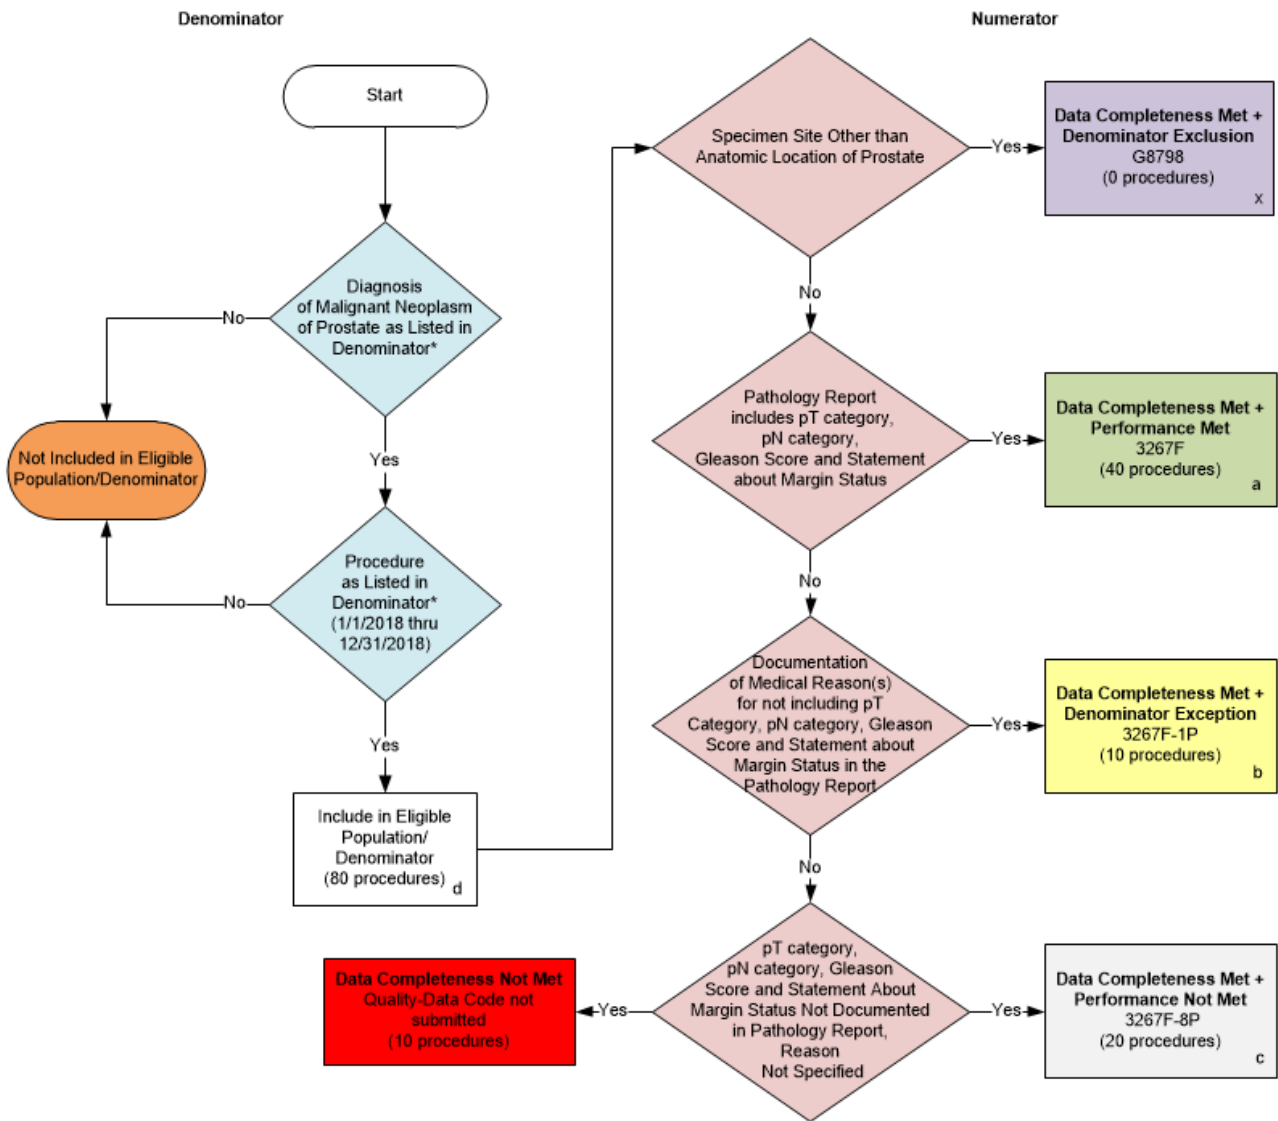 Denominator
Numerator
Start
Diagnosis
of Malignant Neoplasm
of Prostate as Listed in
Denominator*
No
Yes
Not Included in Eligible
Population/Denominator
Procedure
as Listed in
Denominator*
(1/1/2018 thru
12/31/2018)
No
Yes
Include in Eligible
Population/
Denominator
(80 procedures)
d
Specimen Site Other than
Anatomic Location of Prostate
Yes
Data Completeness Met +
Denominator Exclusion
G8798
(0 procedures)
x
No
Pathology Report
includes pT category,
pN category,
Gleason Score and Statement
about Margin Status
Yes
Data Completeness Met +
Performance Met
3267F
(40 procedures)
a
No
Documentation
of Medical Reason(s)
for not including pT
Category, pN category, Gleason
Score and Statement about
Margin Status in the
Pathology Report
Yes
Data Completeness Met +
Denominator Exception
3267F-1P
(10 procedures)
b
No
pT category,
pN category, Gleason
Score and Statement About
Margin Status Not Documented
in Pathology Report,
Reason
Not Specified
Yes
Data Completeness Met +
Performance Not Met
3267F-8P
(20 procedures)
c
Yes
Data Completeness Not Met
Quality-Data Code not
submitted
(10 procedures)